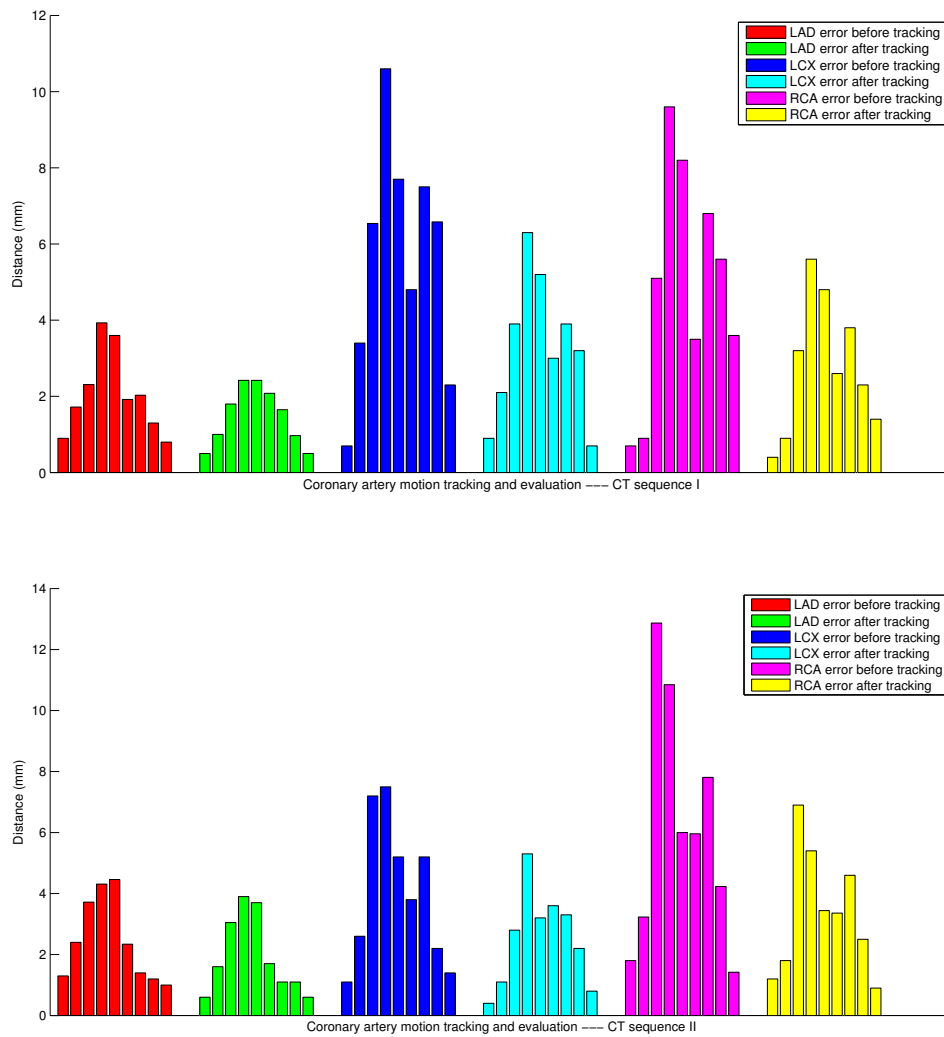 12
10
8
6
4
2
0
Distance (mm)
LAD error before tracking
LAD error after tracking
LCX error before tracking
LCX error after tracking
RCA error before tracking
RCA error after tracking
Coronary artery motion tracking and evaluation −−− CT sequence I
14
12
10
8
6
4
2
0
Distance (mm)
LAD error before tracking
LAD error after tracking
LCX error before tracking
LCX error after tracking
RCA error before tracking
RCA error after tracking
Coronary artery motion tracking and evaluation −−− CT sequence II